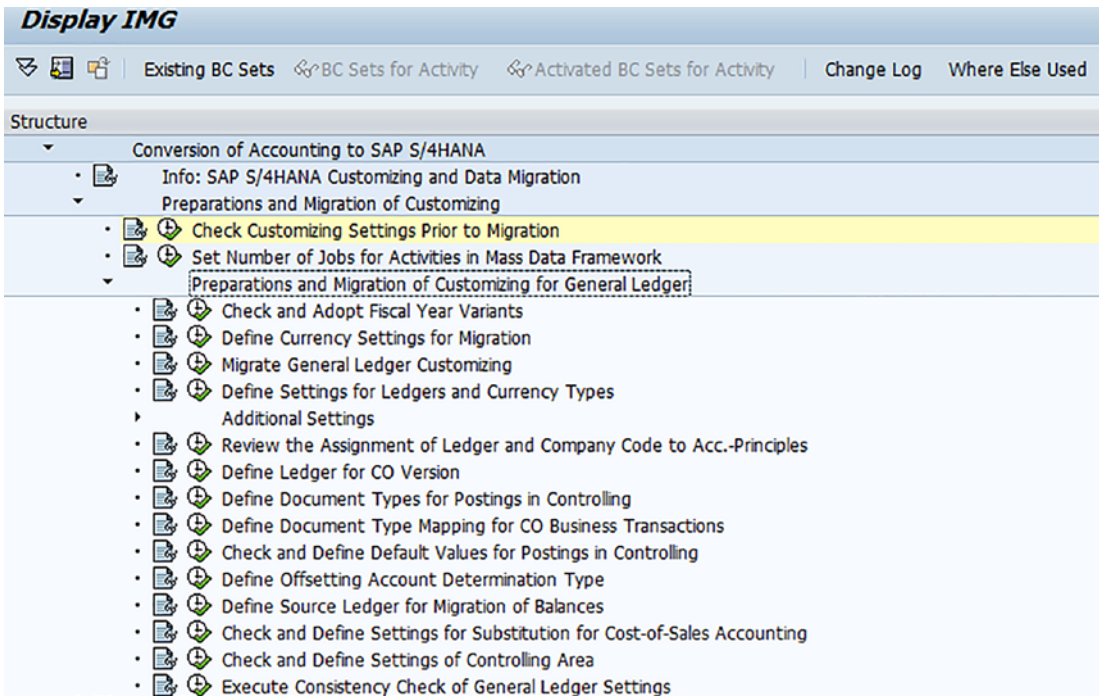 Display IMG
Existing BC Sets BC Sets for Activity Activated BC Sets for Activity Change Log Where Else Used
Structure
Conversion of Accounting to SAP S/4HANA
Info: SAP S/4HANA Customizing and Data Migration
Preparations and Migration of Customizing
Check Customizing Settings Prior to Migration
Set Number of Jobs for Activities in Mass Data Framework
Preparations and Migration of Customizing for General Ledger
Check and Adopt Fiscal Year Variants
Define Currency Settings for Migration
Migrate General Ledger Customizing
Define Settings for Ledgers and Currency Types
Additional Settings
Review the Assignment of Ledger and Company Code to Acc.-Principles
Define Ledger for CO Version
Define Document Types for Postings in Controlling
Define Document Type Mapping for CO Business Transactions
Check and Define Default Values for Postings in Controlling
Define Offsetting Account Determination Type
Define Source Ledger for Migration of Balances
Check and Define Settings for Substitution for Cost-of-Sales Accounting
Check and Define Settings of Controlling Area
Execute Consistency Check of General Ledger Settings